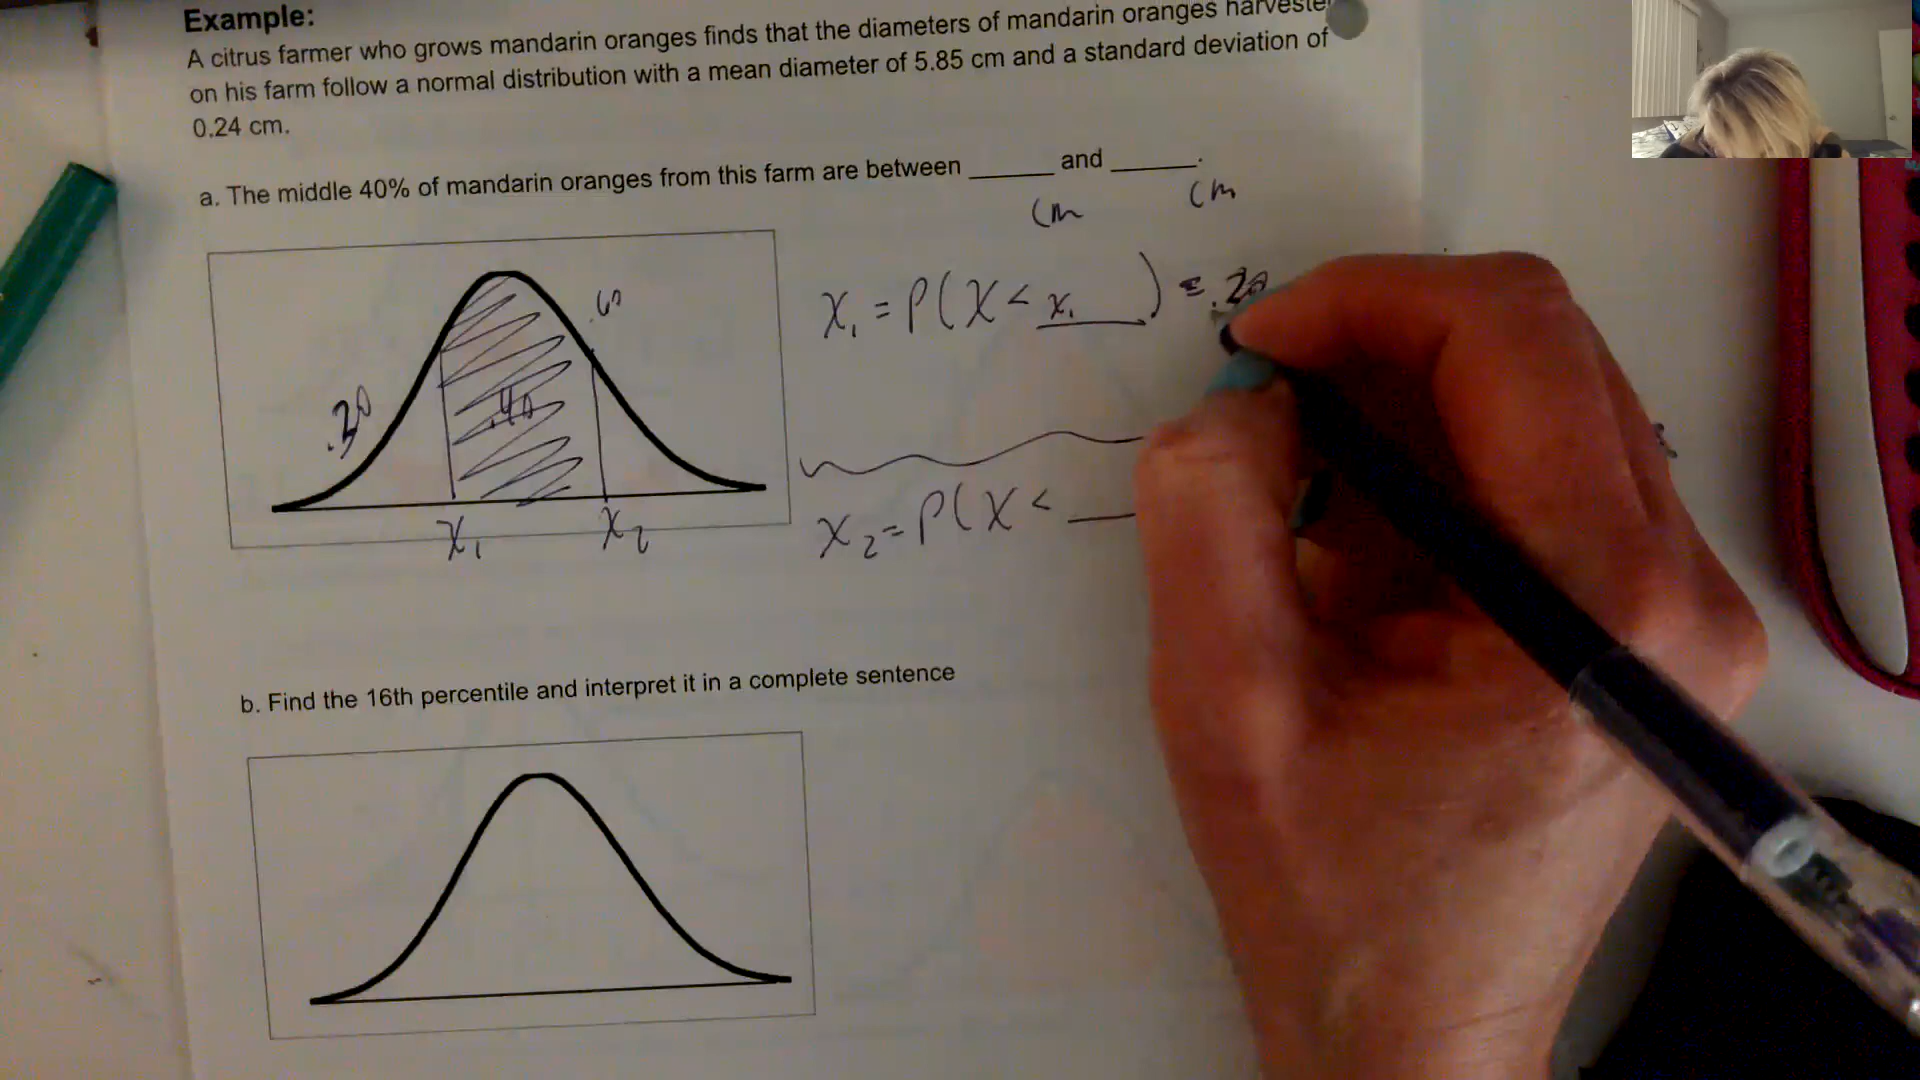 Example:
A citrus farmer who grows mandarin oranges finds that the diameters of mandarin oranges
on his farm follow a normal distribution with a mean diameter of 5.85 cm and a standard deviation of
0.24 cm.
a. The middle 40% of mandarin oranges from this farm are between ______ and ______.
cm cm
X₁ = P(X < x₁) = .20
.60
.20
.40
X₂ = P(X < ___
X₁ X₂
b. Find the 16th percentile and interpret it in a complete sentence